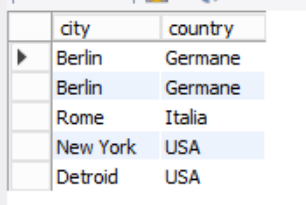 city country
Berlin Germane
Berlin Germane
Rome Italia
New York USA
Detroid USA